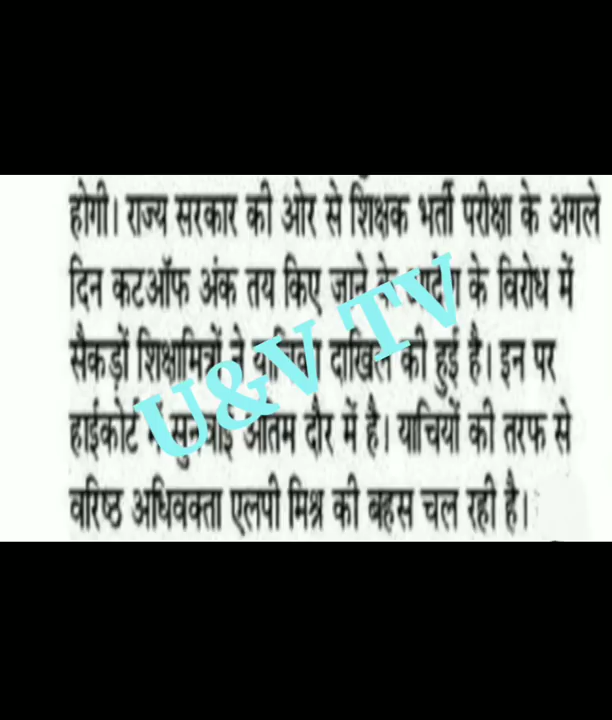 होगी। राज्य सरकार की ओर से शिक्षक भर्ती परीक्षा के अगले
दिन कटऑफ अंक तय किए जाने के के विरोध में
सैकड़ों शिक्षामित्रों ने दाखिल की हुई है। इन पर
हाईकोर्ट में सुनवाई अंतिम दौर में है। याचियों की तरफ से
वरिष्ठ अधिवक्ता एलपी मिश्र की बहस चल रही है।
U&V TV